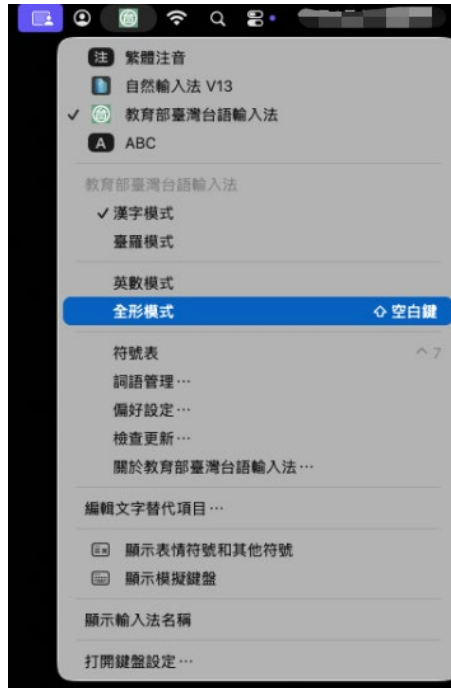 注 繁體注音
自然輸入法 V13
✓ 教育部臺灣台語輸入法
A ABC
教育部臺灣台語輸入法
✓ 漢字模式
臺羅模式
英數模式
全形模式 ⇧ 空白鍵
符號表 ^ 7
詞語管理…
偏好設定…
檢查更新…
關於教育部臺灣台語輸入法…
編輯文字替代項目…
顯示表情符號和其他符號
顯示模擬鍵盤
顯示輸入法名稱
打開鍵盤設定…